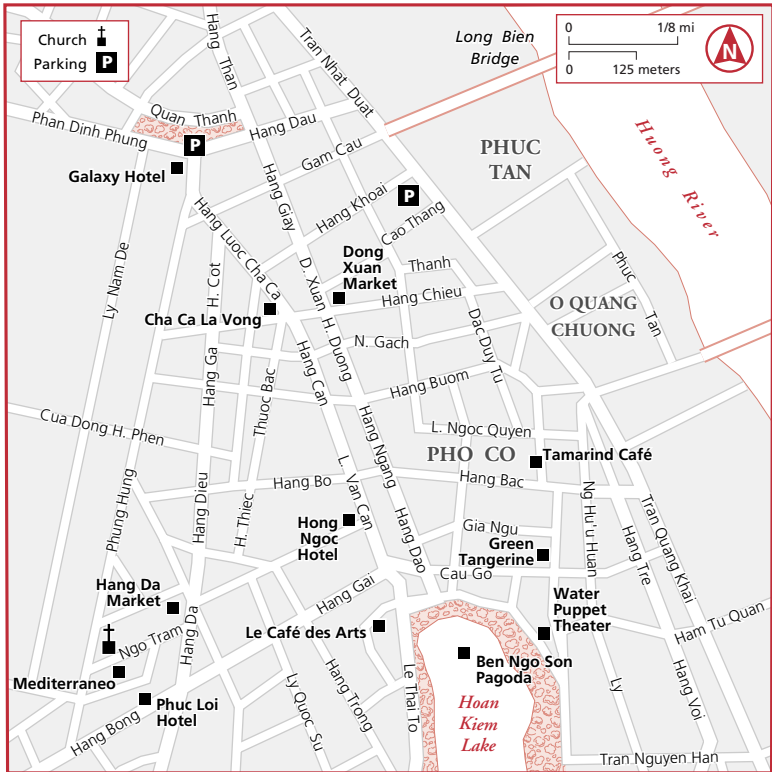 Church
Parking P
Hang Than
Tran Nhat Duat
Long Bien
Bridge
0 1/8 mi
0 125 meters
N
Quan Thanh
Phan Dinh Phung
P
Hang Dau
Galaxy Hotel
Gam Cau
PHUC
TAN
Huong River
Hang Giay
Hang Khoai
P
Cao Thang
Hang Luoc Cha Ca
Ly Nam De
H. Cot
D. Xuan
Dong
Xuan
Market
Thanh
Hang Chieu
Phuc Tan
O QUANG
CHUONG
Cha Ca La Vong
H. Duong
N. Gach
Dac Duy Tu
Hang Ga
Hang Can
Thuoc Bac
Hang Buom
Cua Dong H. Phen
Hang Ngang
L. Ngoc Quyen
PHO CO
Tamarind Café
Hang Bac
Hang Bo
L. Van Can
Phung Hung
Hang Dieu
H. Thiec
Hong
Ngoc
Hotel
Hang Dao
Gia Ngu
Green
Tangerine
Cau Go
Ng Hu'u Huan
Hang Tre
Tran Quang Khai
Hang Da
Market
Hang Gai
Water
Puppet
Theater
Ham Tu Quan
Ngo Tram
Hang Da
Le Café des Arts
Ben Ngo Son
Pagoda
Mediterraneo
Phuc Loi
Hotel
Hang Bong
Ly Quoc Su
Hang Trong
Le Thai To
Hoan
Kiem
Lake
Ly
Hang Voi
Tran Nguyen Han